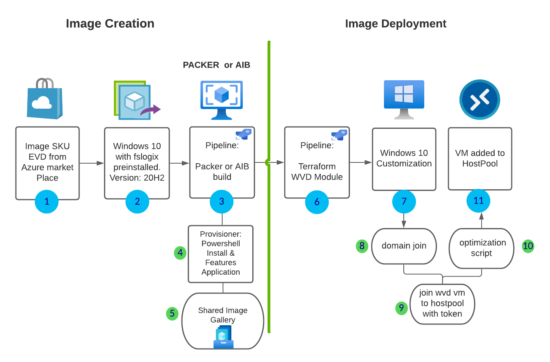 Image Creation
Image Deployment
PACKER or AIB
Image SKU
EVD from
Azure market
Place
1
Windows 10
with fslogix
preinstalled.
Version: 20H2
2
Pipeline:
Packer or AIB
build
3
Pipeline:
Terraform
WVD Module
6
Windows 10
Customization
7
VM added to
HostPool
11
4
Provisioner:
Powershell
Install &
Features
Application
5
Shared Image
Gallery
8
domain join
optimization
script
10
9
join wvd vm
to hostpool
with token